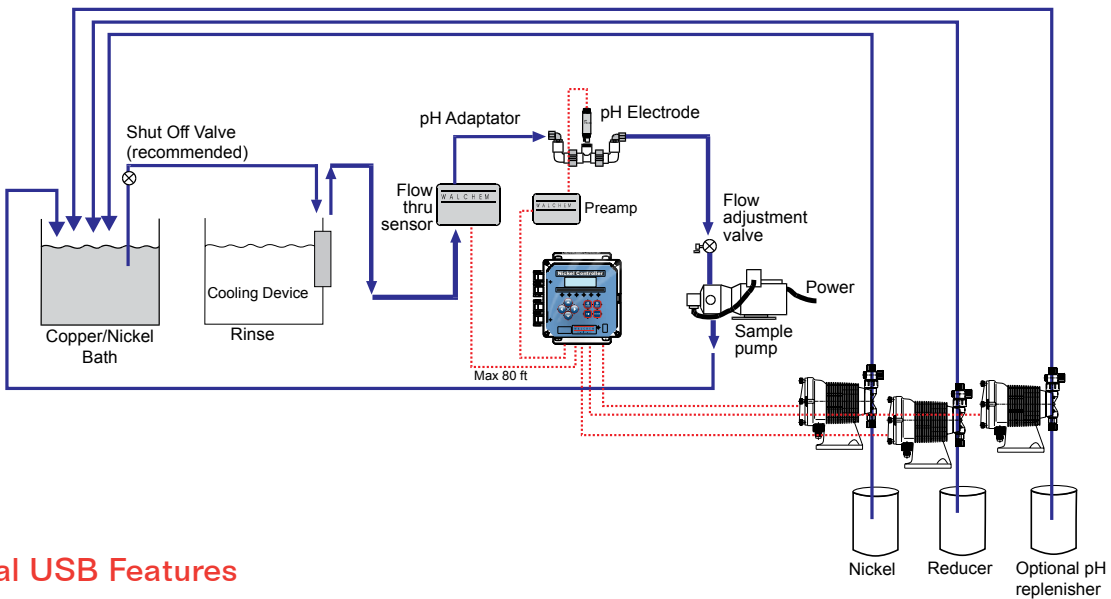 Shut Off Valve
(recommended)
pH Adaptator
pH Electrode
Flow
thru
sensor
WALCHEM
WALCHEM
Preamp
Flow
adjustment
valve
Nickel Controller
Cooling Device
Power
Copper/Nickel
Bath
Rinse
Sample
pump
Max 80 ft
Nickel
Reducer
Optional pH
replenisher
al USB Features